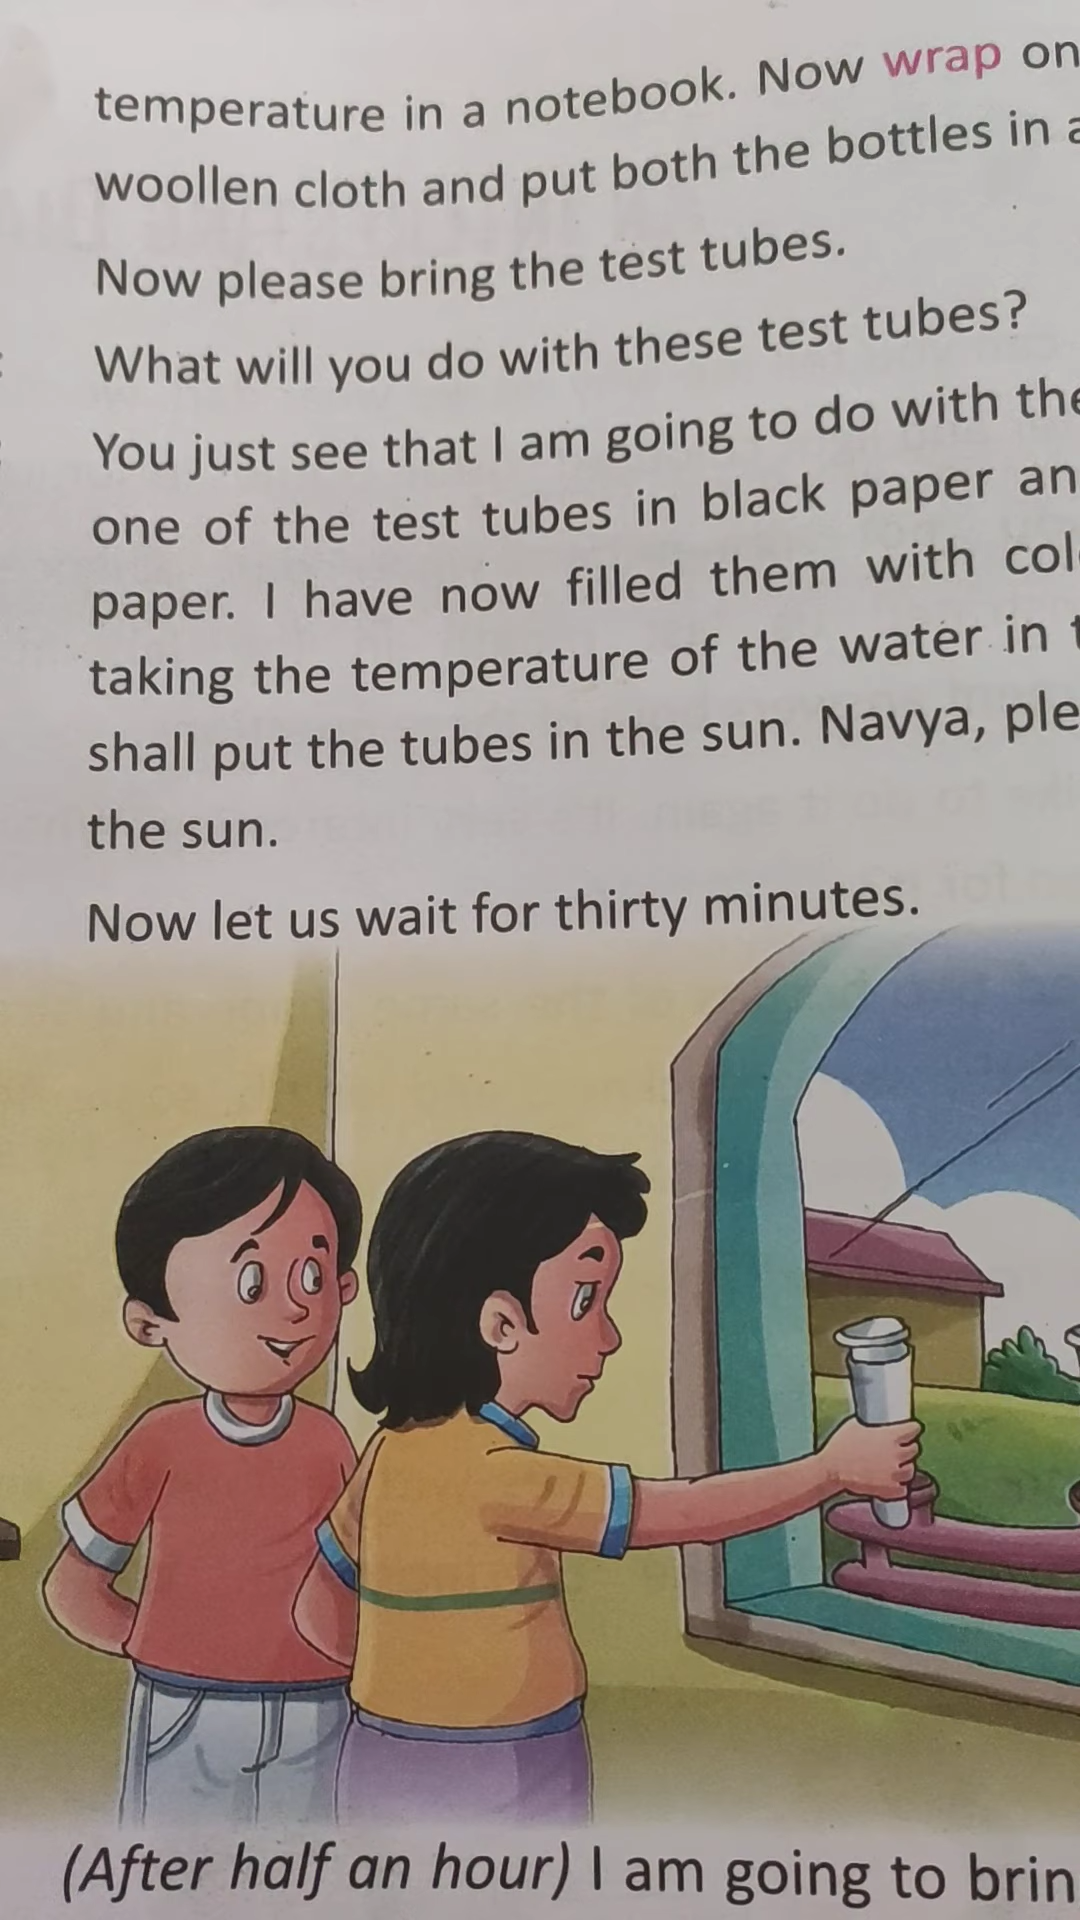 temperature in a notebook. Now wrap on
woollen cloth and put both the bottles in a
Now please bring the test tubes.
What will you do with these test tubes?
You just see that I am going to do with the
one of the test tubes in black paper an
paper. I have now filled them with col
taking the temperature of the water in t
shall put the tubes in the sun. Navya, ple
the sun.
Now let us wait for thirty minutes.
(After half an hour) I am going to brin